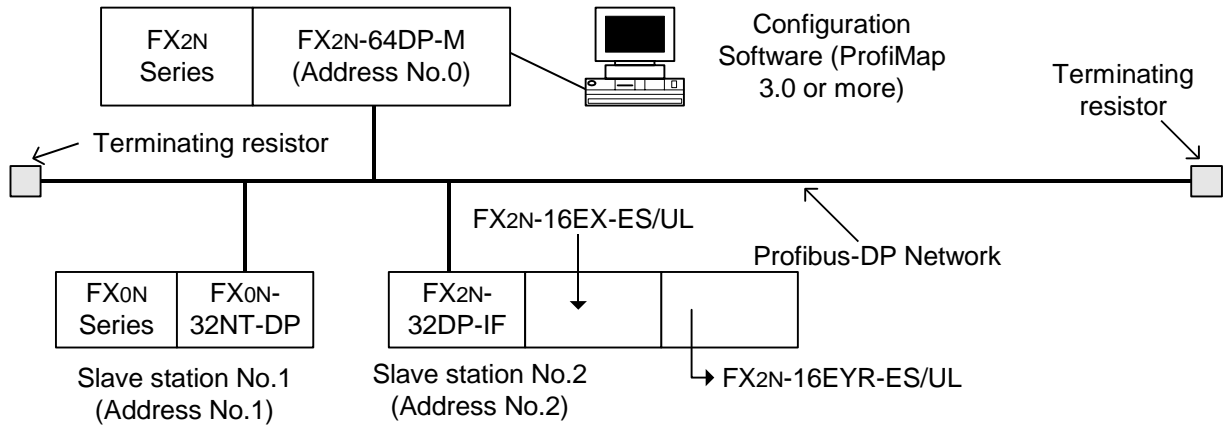 FX2N
Series
FX2N-64DP-M
(Address No.0)
Configuration
Software (ProfiMap
3.0 or more)
Terminating
resistor
Terminating resistor
FX2N-16EX-ES/UL
Profibus-DP Network
FX0N
Series
FX0N-
32NT-DP
FX2N-
32DP-IF
Slave station No.1
(Address No.1)
Slave station No.2
(Address No.2)
FX2N-16EYR-ES/UL